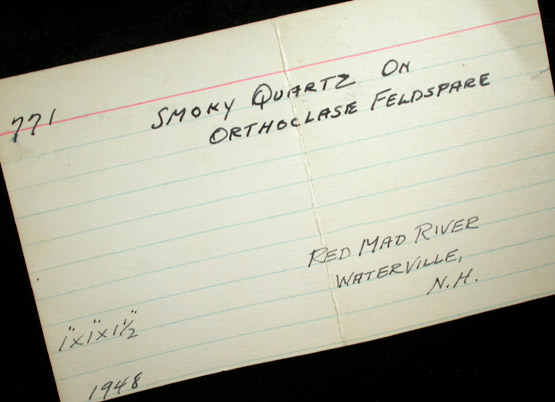 771
SMOKY QUARTZ ON
ORTHOCLASE FELDSPARE
RED MAD RIVER
WATERVILLE,
N.H.
1"x1"x1½"
1948